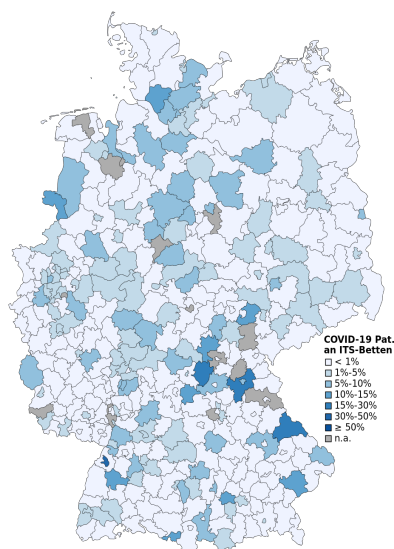 COVID-19 Pat.
an ITS-Betten
< 1%
1%-5%
5%-10%
10%-15%
15%-30%
30%-50%
≥ 50%
n.a.